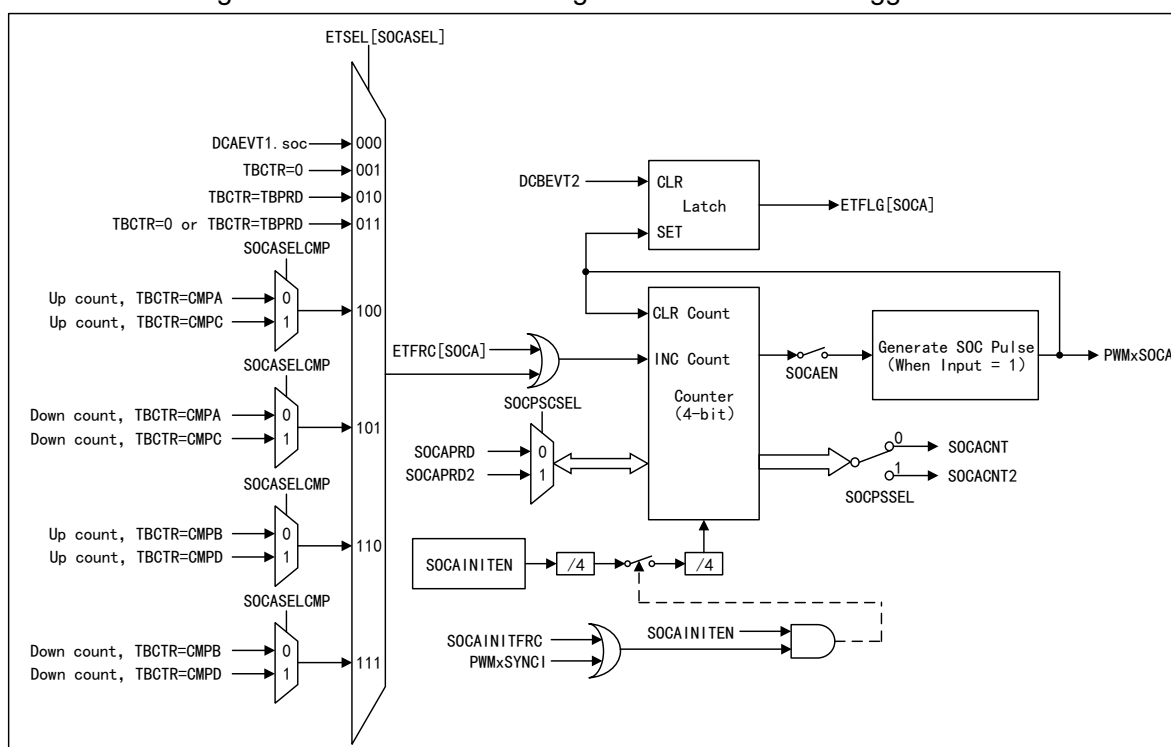 ETSEL[SOCASEL]
DCAEVT1.soc
000
TBCTR=0
001
TBCTR=TBPRD
010
TBCTR=0 or TBCTR=TBPRD
011
SOCASELCMP
Up count, TBCTR=CMPA
0
Up count, TBCTR=CMPC
1
100
SOCASELCMP
Down count, TBCTR=CMPA
0
Down count, TBCTR=CMPC
1
101
SOCASELCMP
Up count, TBCTR=CMPB
0
Up count, TBCTR=CMPD
1
110
SOCASELCMP
Down count, TBCTR=CMPB
0
Down count, TBCTR=CMPD
1
111
DCBEVT2
CLR
Latch
SET
ETFLG[SOCA]
ETFRC[SOCA]
CLR Count
INC Count
Counter
(4-bit)
SOCAEN
Generate SOC Pulse
(When Input = 1)
PWMxSOCA
SOCPSCSEL
SOCAPRD
0
SOCAPRD2
1
0
SOCACNT
1
SOCACNT2
SOCPSSEL
SOCAINITEN
/4
/4
SOCAINITFRC
PWMxSYNCI
SOCAINITEN